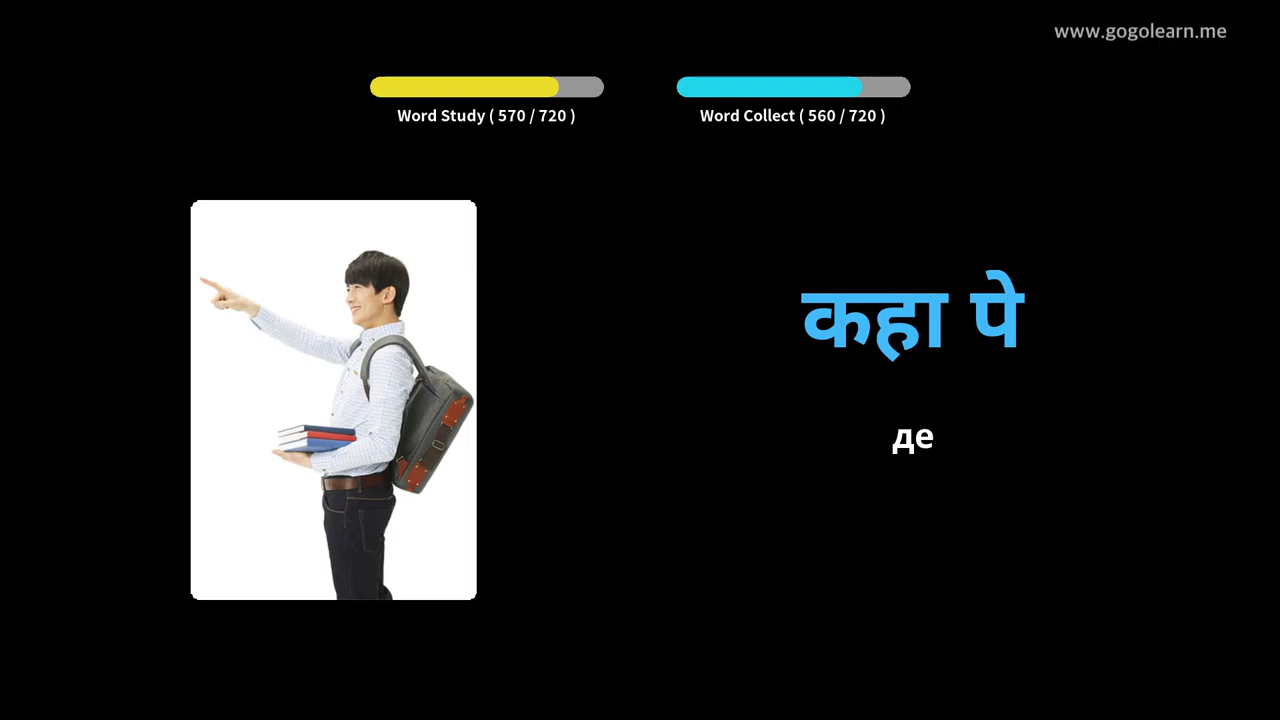 www.gogolearn.me
Word Study ( 570 / 720 )
Word Collect ( 560 / 720 )
कहा पे
де